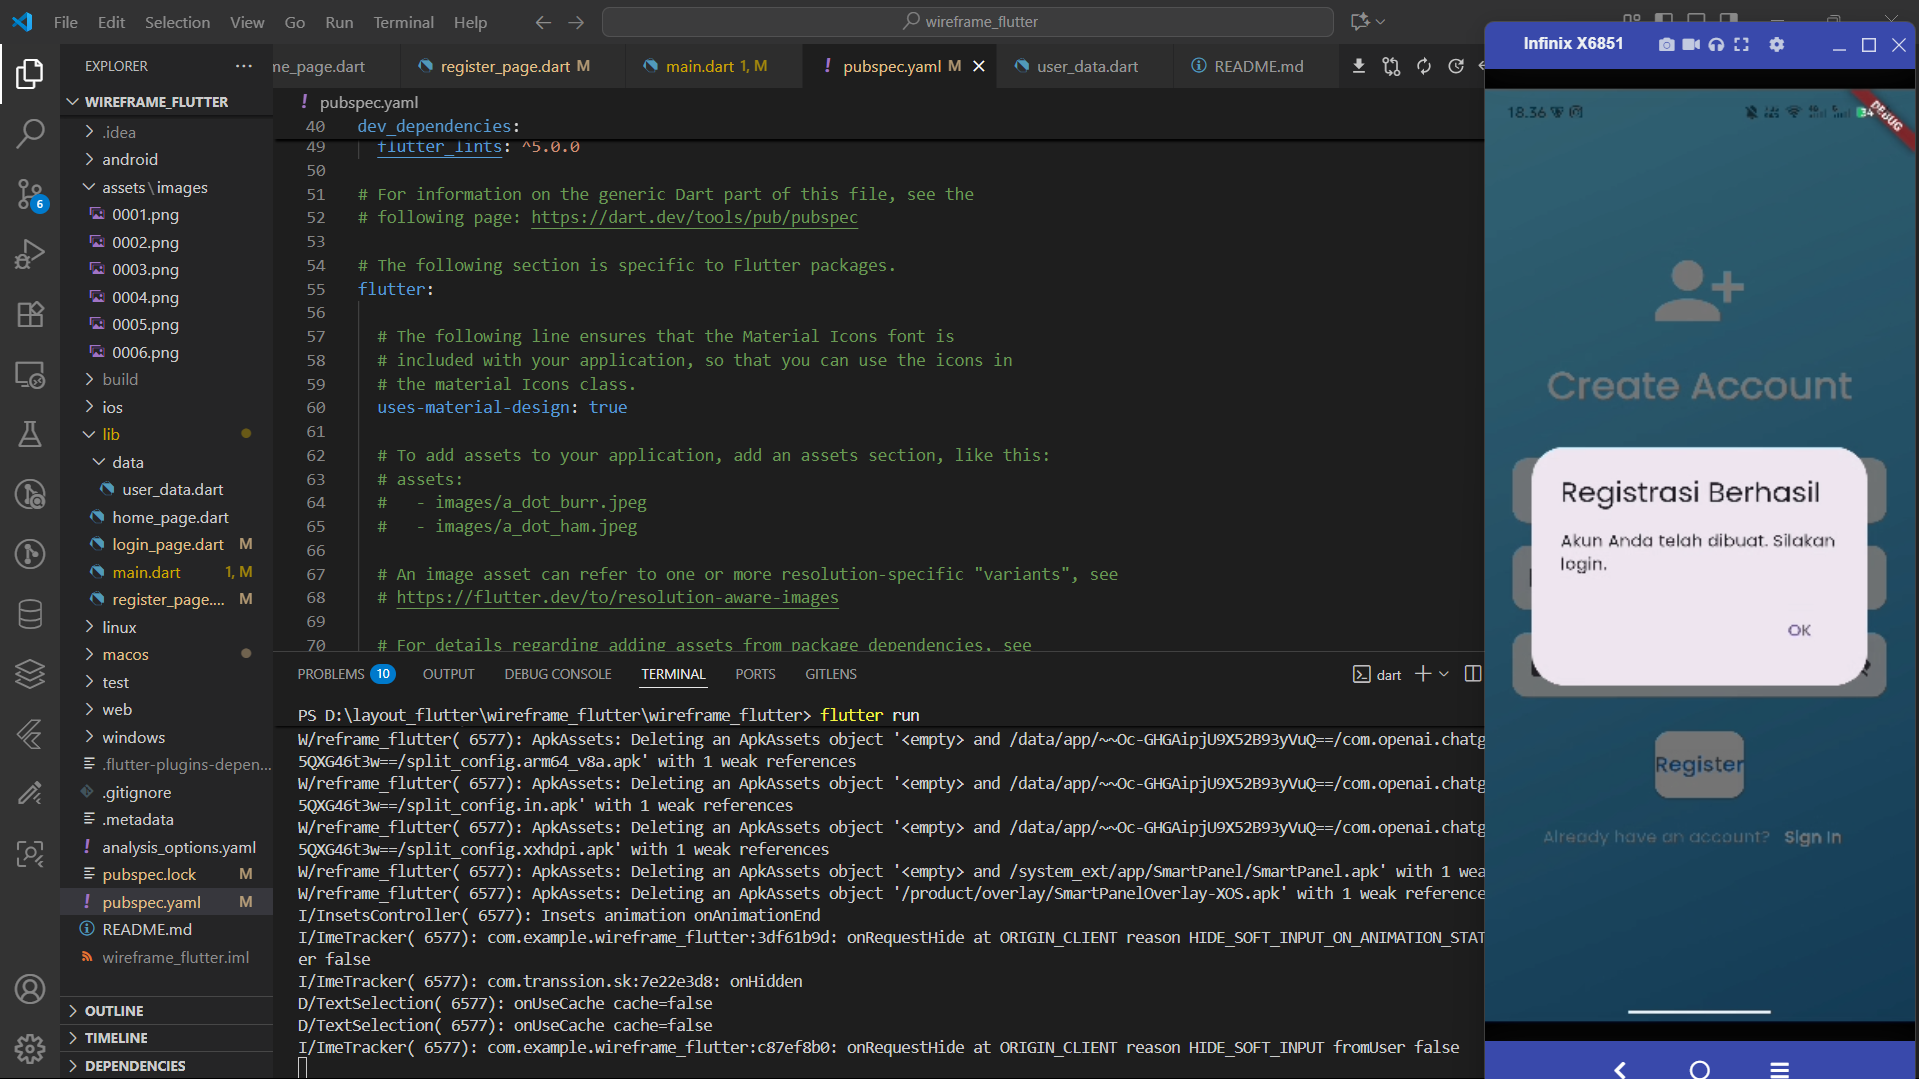 File Edit Selection View Go Run Terminal Help
wireframe_flutter
EXPLORER
WIREFRAME_FLUTTER
.idea
android
assets\images
0001.png
0002.png
0003.png
0004.png
0005.png
0006.png
build
ios
lib
data
user_data.dart
home_page.dart
login_page.dart M
main.dart 1, M
register_page.... M
linux
macos
test
web
windows
.flutter-plugins-depen...
.gitignore
.metadata
analysis_options.yaml
pubspec.lock M
pubspec.yaml M
README.md
wireframe_flutter.iml
OUTLINE
TIMELINE
DEPENDENCIES
6
me_page.dart register_page.dart M main.dart 1, M pubspec.yaml M user_data.dart README.md
pubspec.yaml
40 dev_dependencies:
49 flutter_lints: ^5.0.0
50
51 # For information on the generic Dart part of this file, see the
52 # following page: https://dart.dev/tools/pub/pubspec
53
54 # The following section is specific to Flutter packages.
55 flutter:
56
57 # The following line ensures that the Material Icons font is
58 # included with your application, so that you can use the icons in
59 # the material Icons class.
60 uses-material-design: true
61
62 # To add assets to your application, add an assets section, like this:
63 # assets:
64 #   - images/a_dot_burr.jpeg
65 #   - images/a_dot_ham.jpeg
66
67 # An image asset can refer to one or more resolution-specific "variants", see
68 # https://flutter.dev/to/resolution-aware-images
69
70 # For details regarding adding assets from package dependencies, see
PROBLEMS 10 OUTPUT DEBUG CONSOLE TERMINAL PORTS GITLENS
dart
PS D:\layout_flutter\wireframe_flutter\wireframe_flutter> flutter run
W/reframe_flutter( 6577): ApkAssets: Deleting an ApkAssets object '<empty> and /data/app/~~Oc-GHGAipjU9X52B93yVuQ==/com.openai.chatg
5QXG46t3w==/split_config.arm64_v8a.apk' with 1 weak references
W/reframe_flutter( 6577): ApkAssets: Deleting an ApkAssets object '<empty> and /data/app/~~Oc-GHGAipjU9X52B93yVuQ==/com.openai.chatg
5QXG46t3w==/split_config.in.apk' with 1 weak references
W/reframe_flutter( 6577): ApkAssets: Deleting an ApkAssets object '<empty> and /data/app/~~Oc-GHGAipjU9X52B93yVuQ==/com.openai.chatg
5QXG46t3w==/split_config.xxhdpi.apk' with 1 weak references
W/reframe_flutter( 6577): ApkAssets: Deleting an ApkAssets object '<empty> and /system_ext/app/SmartPanel/SmartPanel.apk' with 1 wea
W/reframe_flutter( 6577): ApkAssets: Deleting an ApkAssets object '/product/overlay/SmartPanelOverlay-XOS.apk' with 1 weak reference
I/InsetsController( 6577): Insets animation onAnimationEnd
I/ImeTracker( 6577): com.example.wireframe_flutter:3df61b9d: onRequestHide at ORIGIN_CLIENT reason HIDE_SOFT_INPUT_ON_ANIMATION_STAT
er false
I/ImeTracker( 6577): com.transsion.sk:7e22e3d8: onHidden
D/TextSelection( 6577): onUseCache cache=false
D/TextSelection( 6577): onUseCache cache=false
I/ImeTracker( 6577): com.example.wireframe_flutter:c87ef8b0: onRequestHide at ORIGIN_CLIENT reason HIDE_SOFT_INPUT fromUser false
Infinix X6851
18.36
DEBUG
Create Account
Registrasi Berhasil
Akun Anda telah dibuat. Silakan
login.
OK
Register
Already have an account? Sign In